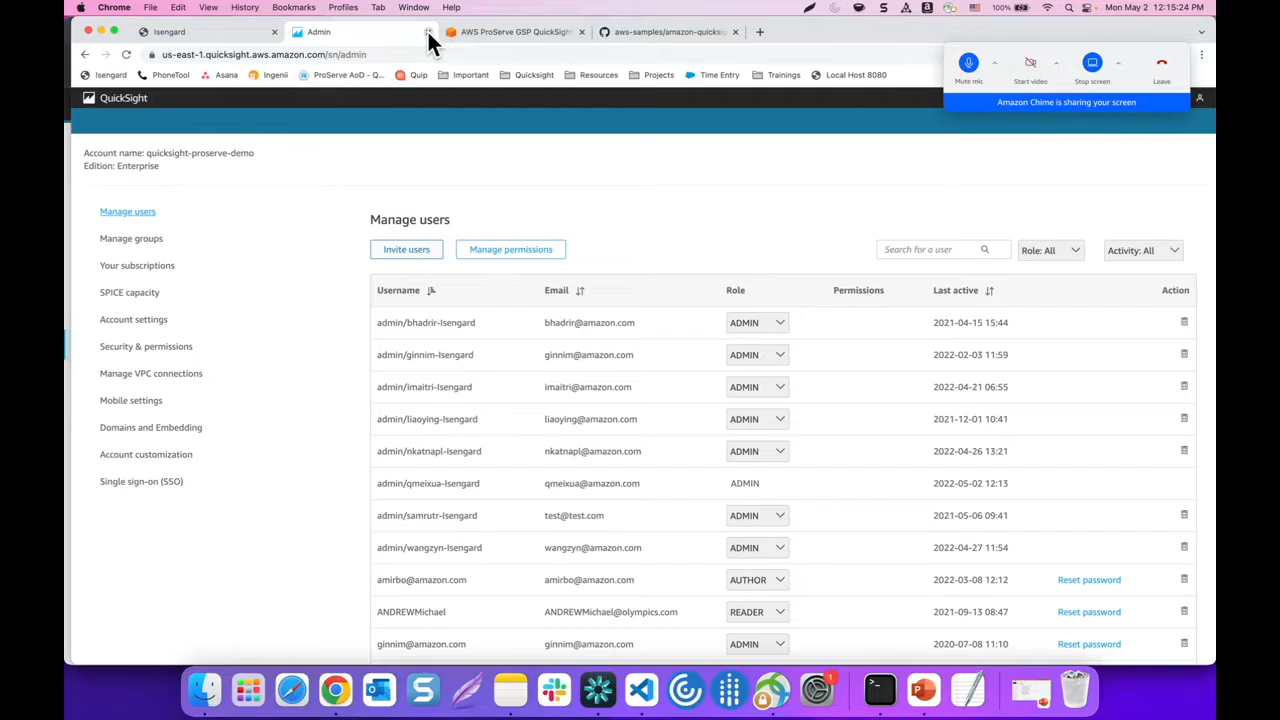 Chrome File Edit View History Bookmarks Profiles Tab Window Help 100% Mon May 2 12:15:24 PM
Isengard Admin AWS ProServe GSP QuickSigh aws-samples/amazon-quicksig
us-east-1.quicksight.aws.amazon.com/sn/admin
Isengard PhoneTool Asana Ingenii ProServe AoD - Q... Quip Important Quicksight Resources Projects Time Entry Trainings Local Host 8080
Mute mic Start video Stop screen Leave
Amazon Chime is sharing your screen
QuickSight
Account name: quicksight-proserve-demo
Edition: Enterprise
Manage users
Manage groups
Your subscriptions
SPICE capacity
Account settings
Security & permissions
Manage VPC connections
Mobile settings
Domains and Embedding
Account customization
Single sign-on (SSO)
Manage users
Invite users Manage permissions Search for a user Role: All Activity: All
Username Email Role Permissions Last active Action
admin/bhadrir-Isengard bhadrir@amazon.com ADMIN 2021-04-15 15:44
admin/ginnim-Isengard ginnim@amazon.com ADMIN 2022-02-03 11:59
admin/imaitri-Isengard imaitri@amazon.com ADMIN 2022-04-21 06:55
admin/liaoying-Isengard liaoying@amazon.com ADMIN 2021-12-01 10:41
admin/nkatnapl-Isengard nkatnapl@amazon.com ADMIN 2022-04-26 13:21
admin/qmeixua-Isengard qmeixua@amazon.com ADMIN 2022-05-02 12:13
admin/samrutr-Isengard test@test.com ADMIN 2021-05-06 09:41
admin/wangzyn-Isengard wangzyn@amazon.com ADMIN 2022-04-27 11:54
amirbo@amazon.com amirbo@amazon.com AUTHOR 2022-03-08 12:12 Reset password
ANDREWMichael ANDREWMichael@olympics.com READER 2021-09-13 08:47 Reset password
ginnim@amazon.com ginnim@amazon.com ADMIN 2020-07-08 11:10 Reset password
1